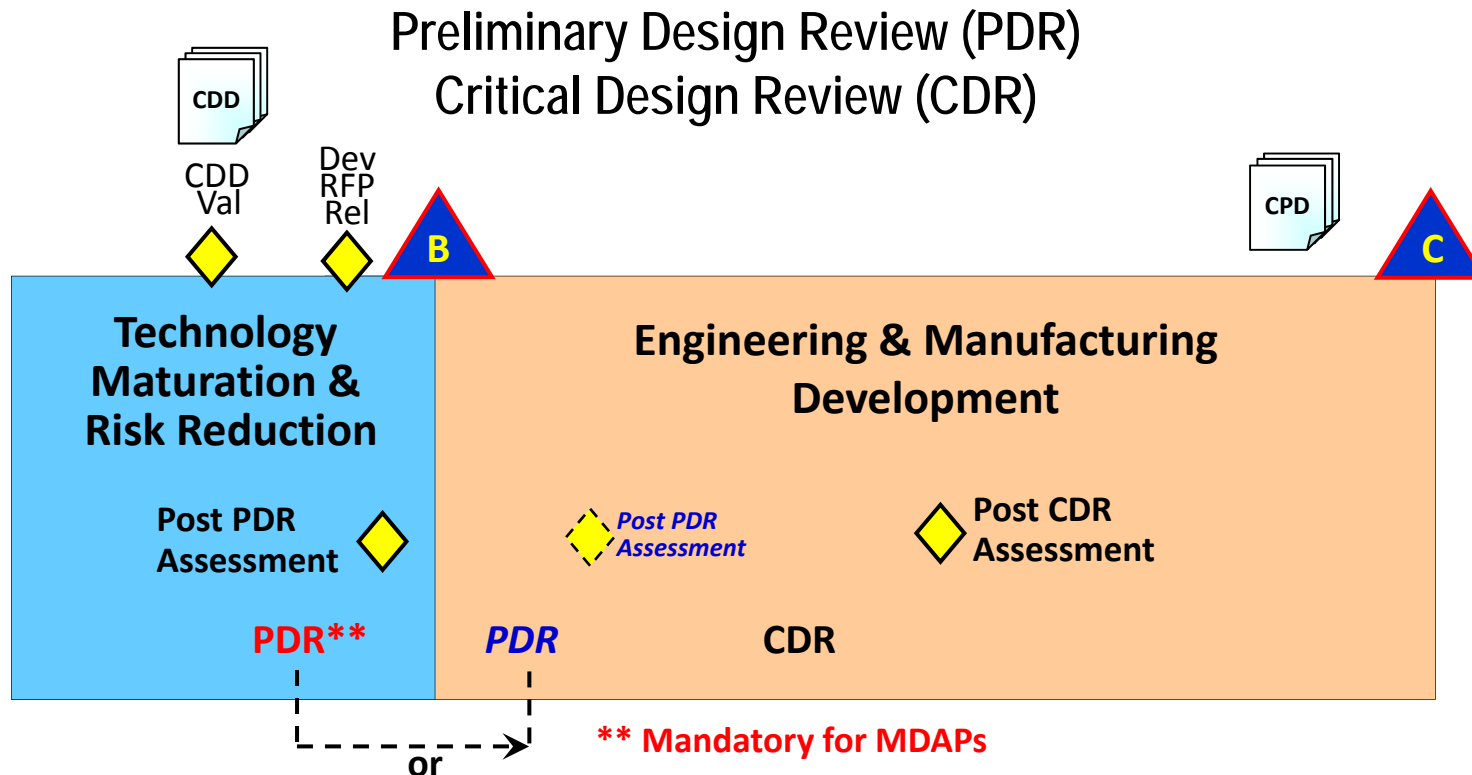 Preliminary Design Review (PDR)
Critical Design Review (CDR)
CDD
CDD
Val
Dev
RFP
Rel
B
CPD
C
Technology
Maturation &
Risk Reduction
Engineering & Manufacturing
Development
Post PDR
Assessment
Post PDR
Assessment
Post CDR
Assessment
PDR**
PDR
CDR
or
** Mandatory for MDAPs